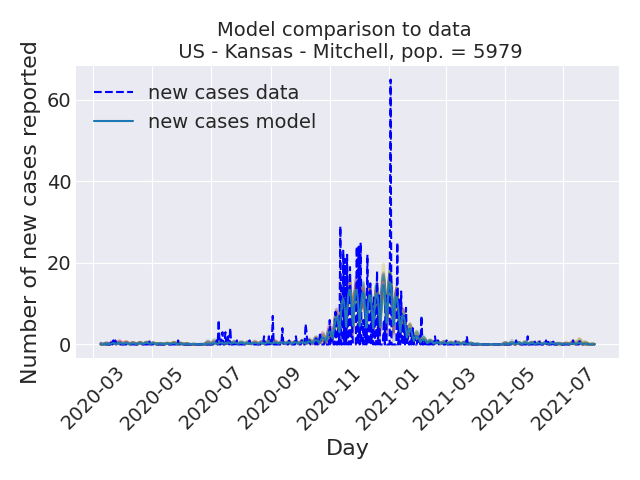 Model comparison to data
US - Kansas - Mitchell, pop. = 5979
Number of new cases reported
60
40
20
0
new cases data
new cases model
2020-03
2020-05
2020-07
2020-09
2020-11
2021-01
2021-03
2021-05
2021-07
Day